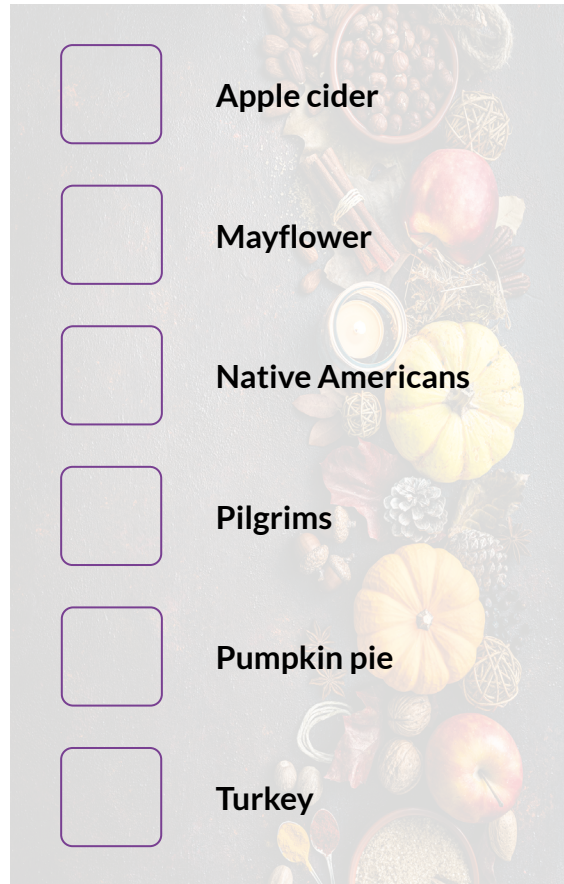 Apple cider
Mayflower
Native Americans
Pilgrims
Pumpkin pie
Turkey